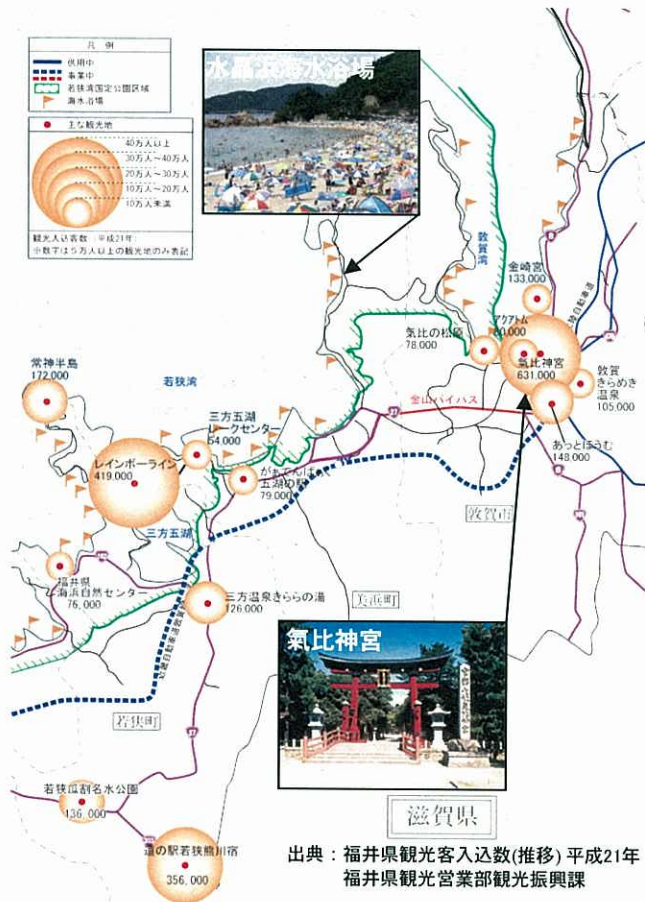 凡 例
供用中
事業中
若狭湾国定公園区域
海水浴場
主な観光地
40万人以上
30万人～40万人
20万人～30万人
10万人～20万人
10万人未満
観光入込客数（平成21年）
※数字は5万人以上の観光地のみ表記
水晶浜海水浴場
敦賀湾
金崎宮
133,000
アクアトム
気比の松原
78,000
氣比神宮
631,000
敦賀
きらめき
温泉
105,000
常神半島
172,000
若狭湾
金山バイパス
27
三方五湖
レークセンター
54,000
あっとほうむ
148,000
レインボーライン
419,000
五湖の駅
79,000
敦賀市
三方五湖
福井県
海浜自然センター
76,000
三方温泉きららの湯
126,000
美浜町
氣比神宮
若狭町
27
若狭瓜割名水公園
136,000
滋賀県
道の駅若狭熊川宿
356,000
出典：福井県観光客入込数(推移) 平成21年
福井県観光営業部観光振興課